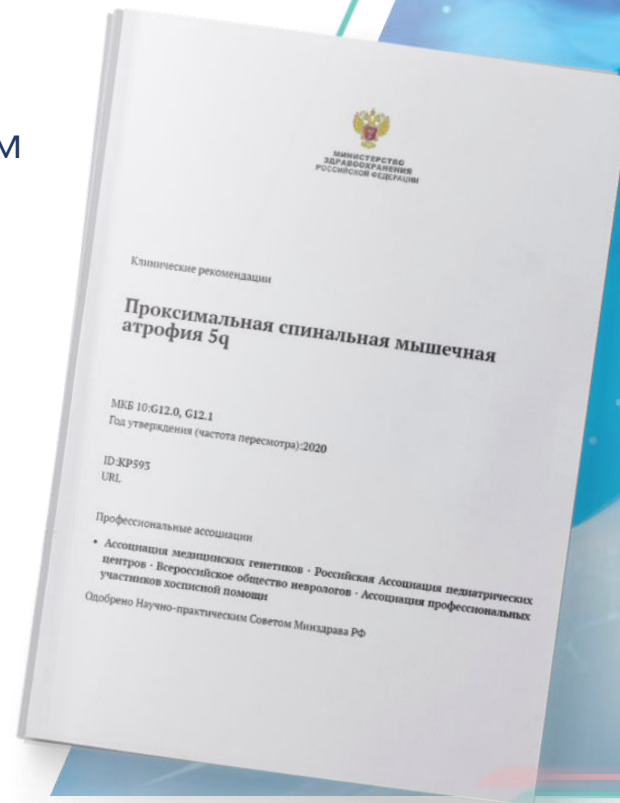 м
МИНИСТЕРСТВО
ЗДРАВООХРАНЕНИЯ
РОССИЙСКОЙ ФЕДЕРАЦИИ
Клинические рекомендации
Проксимальная спинальная мышечная
атрофия 5q
МКБ 10:G12.0, G12.1
Год утверждения (частота пересмотра):2020
ID:КР593
URL
Профессиональные ассоциации
• Ассоциация медицинских генетиков · Российская Ассоциация педиатрических
центров · Всероссийское общество неврологов · Ассоциация профессиональных
участников хосписной помощи
Одобрено Научно-практическим Советом Минздрава РФ